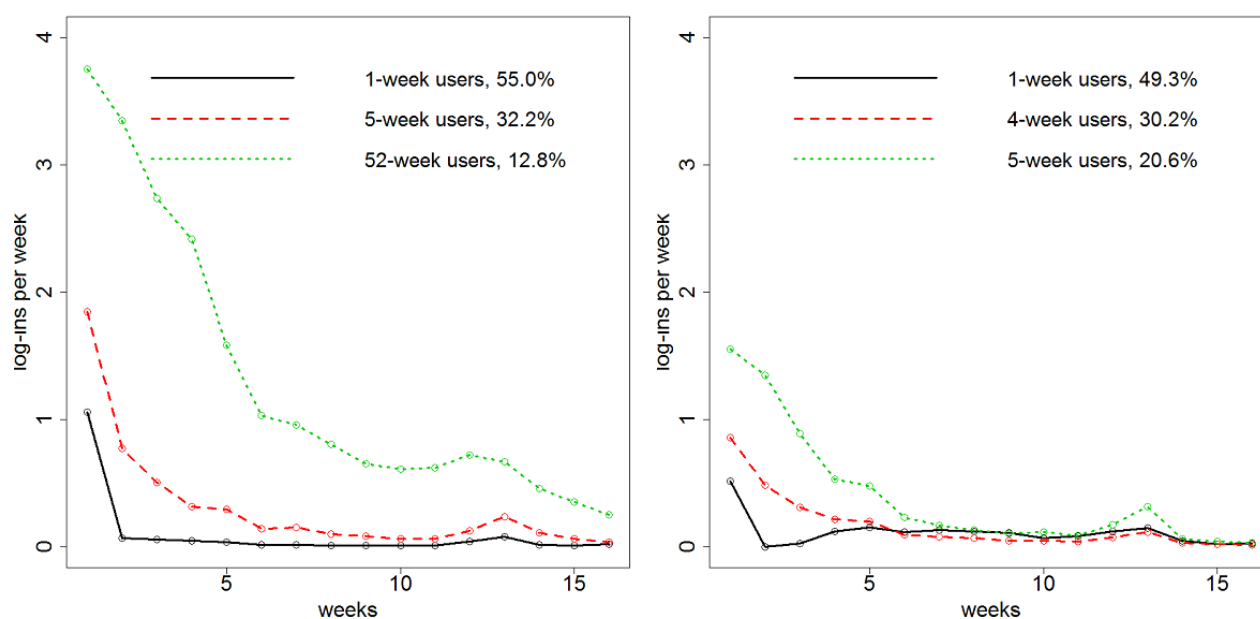 4
3
2
1
0
log-ins per week
1-week users, 55.0%
5-week users, 32.2%
52-week users, 12.8%
5
10
15
weeks
4
3
2
1
0
log-ins per week
1-week users, 49.3%
4-week users, 30.2%
5-week users, 20.6%
5
10
15
weeks